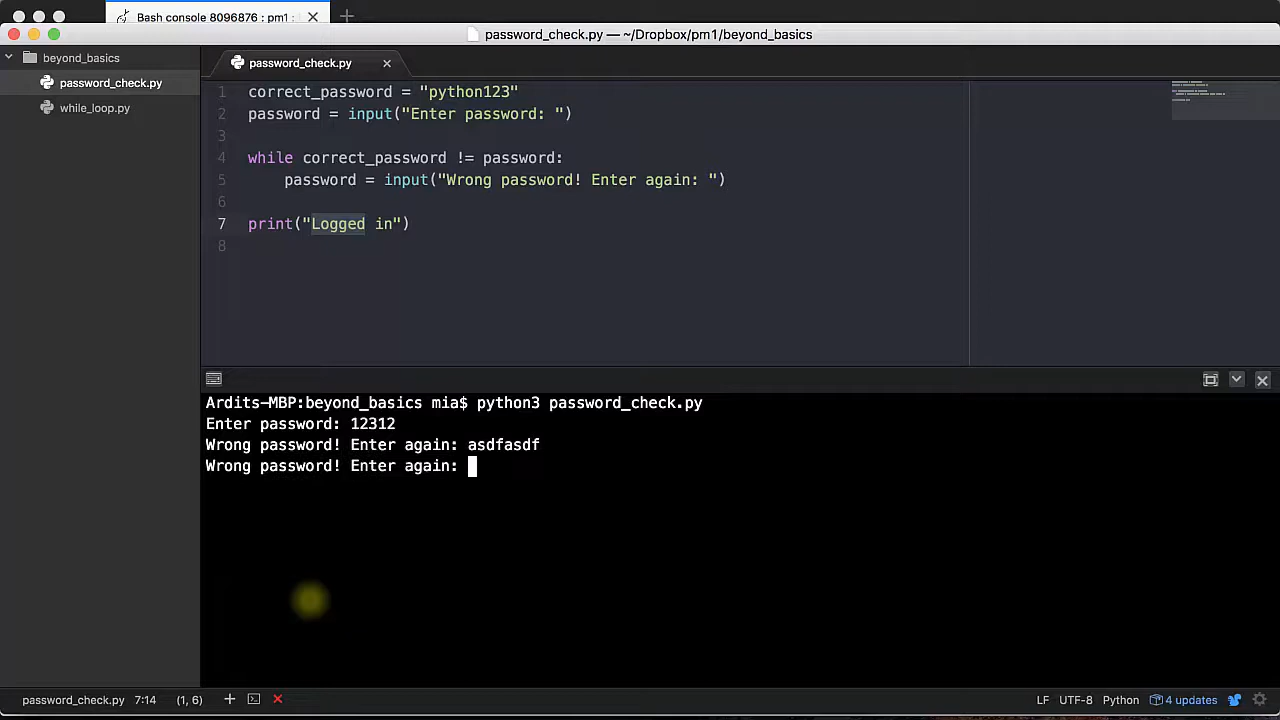 Bash console 8096876 : pm1 :
password_check.py — ~/Dropbox/pm1/beyond_basics
beyond_basics
password_check.py
while_loop.py
password_check.py
1 correct_password = "python123"
2 password = input("Enter password: ")
3
4 while correct_password != password:
5     password = input("Wrong password! Enter again: ")
6
7 print("Logged in")
8
Ardits-MBP:beyond_basics mia$ python3 password_check.py
Enter password: 12312
Wrong password! Enter again: asdfasdf
Wrong password! Enter again:
password_check.py 7:14 (1, 6) LF UTF-8 Python 4 updates